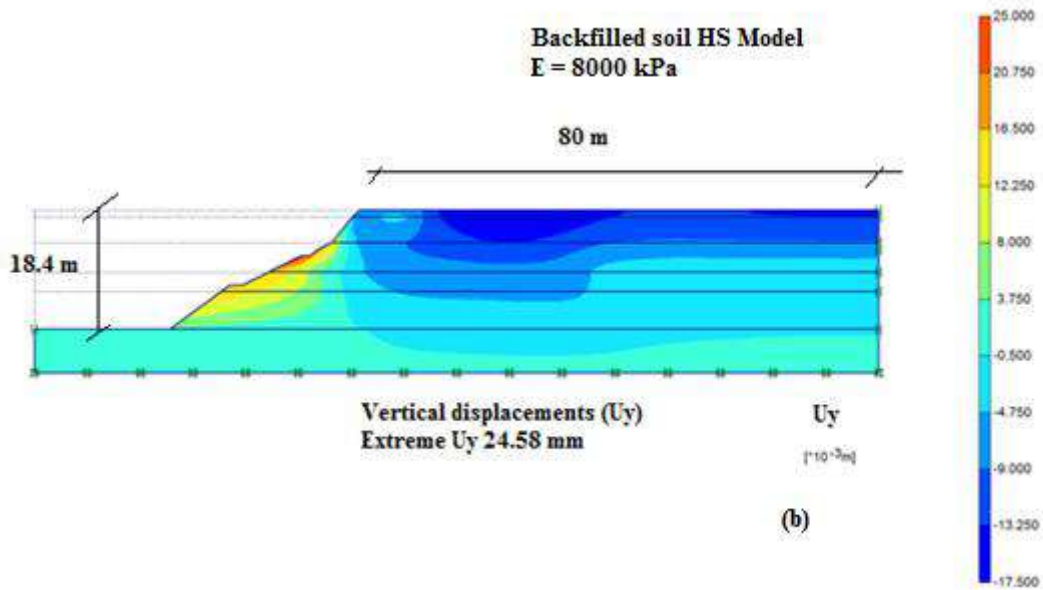 Backfilled soil HS Model
E = 8000 kPa
80 m
18.4 m
Vertical displacements (Uy)
Extreme Uy 24.58 mm
Uy
[*10⁻³m]
(b)
25.000
20.750
16.500
12.250
8.000
3.750
-0.500
-4.750
-9.000
-13.250
-17.500